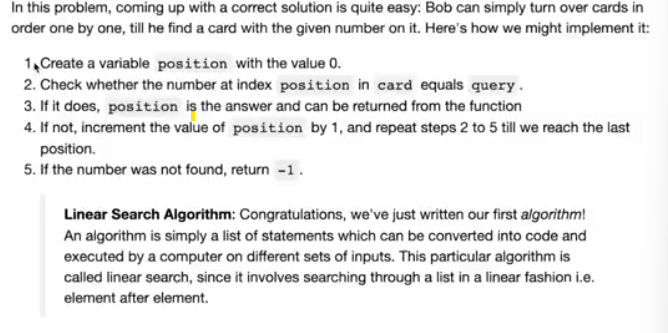 In this problem, coming up with a correct solution is quite easy: Bob can simply turn over cards in
order one by one, till he find a card with the given number on it. Here's how we might implement it:
1. Create a variable position with the value 0.
2. Check whether the number at index position in card equals query.
3. If it does, position is the answer and can be returned from the function
4. If not, increment the value of position by 1, and repeat steps 2 to 5 till we reach the last
position.
5. If the number was not found, return -1.
Linear Search Algorithm: Congratulations, we've just written our first algorithm!
An algorithm is simply a list of statements which can be converted into code and
executed by a computer on different sets of inputs. This particular algorithm is
called linear search, since it involves searching through a list in a linear fashion i.e.
element after element.